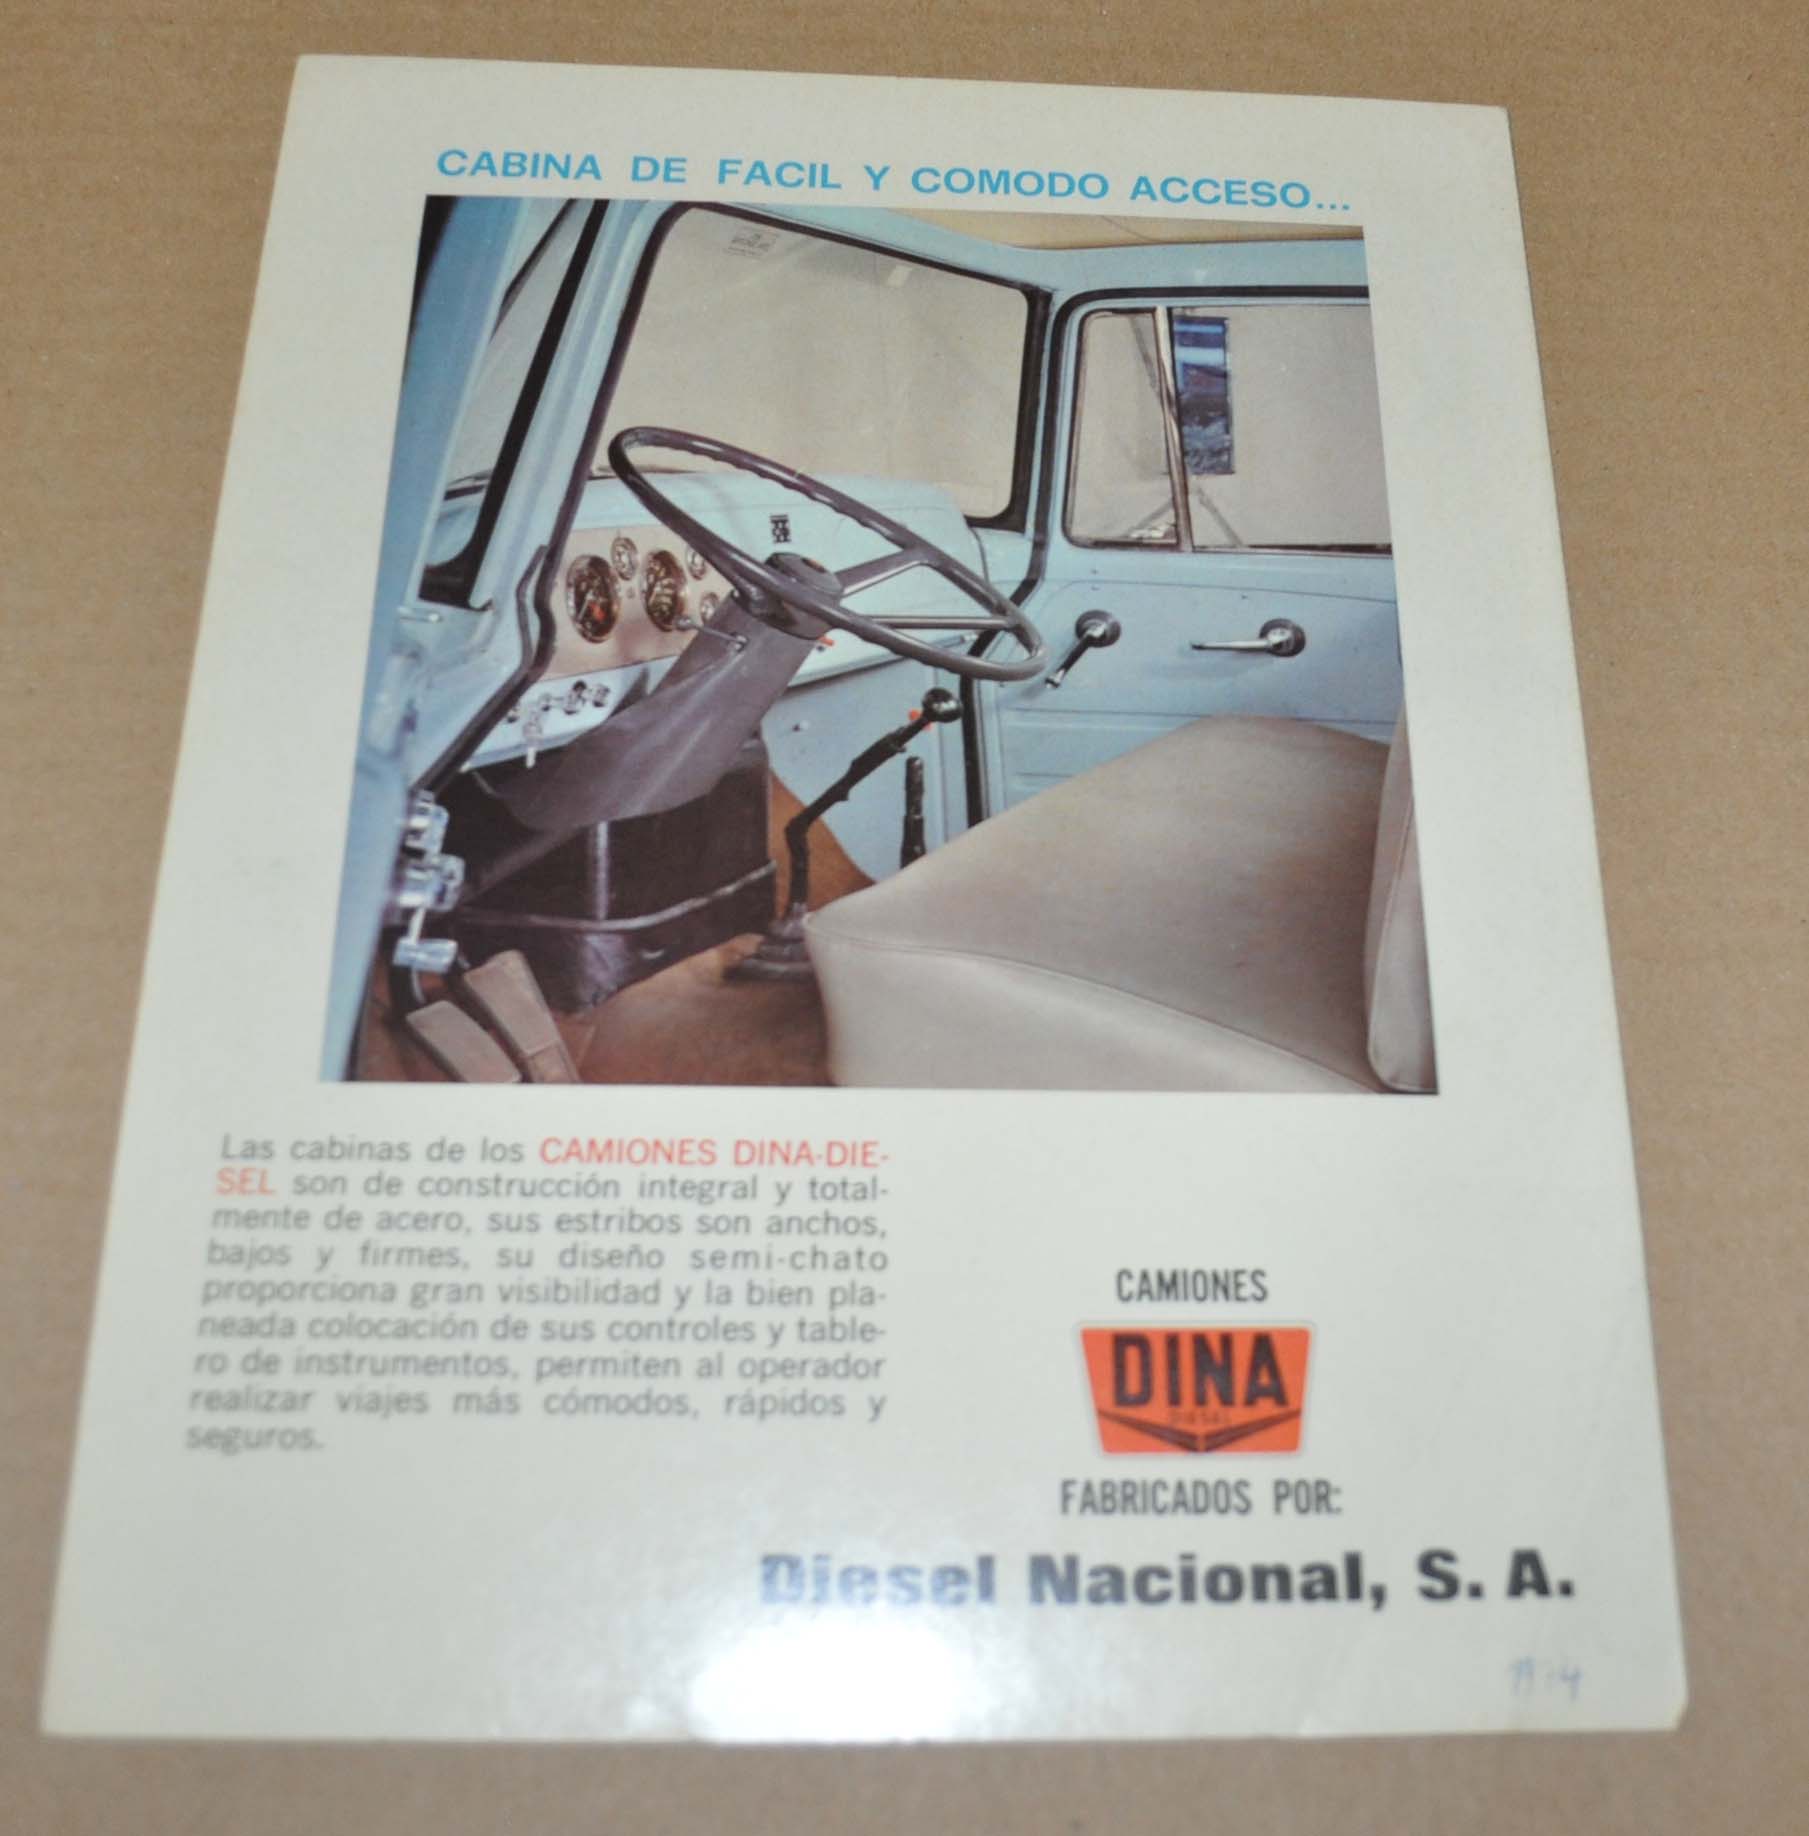 CABINA DE FACIL Y COMODO ACCESO...
Las cabinas de los CAMIONES DINA-DIE-
SEL son de construcción integral y total-
mente de acero, sus estribos son anchos,
bajos y firmes, su diseño semi-chato
proporciona gran visibilidad y la bien pla-
neada colocación de sus controles y table-
ro de instrumentos, permiten al operador
realizar viajes más cómodos, rápidos y
seguros.
CAMIONES
DINA
DIESEL
FABRICADOS POR:
Diesel Nacional, S. A.